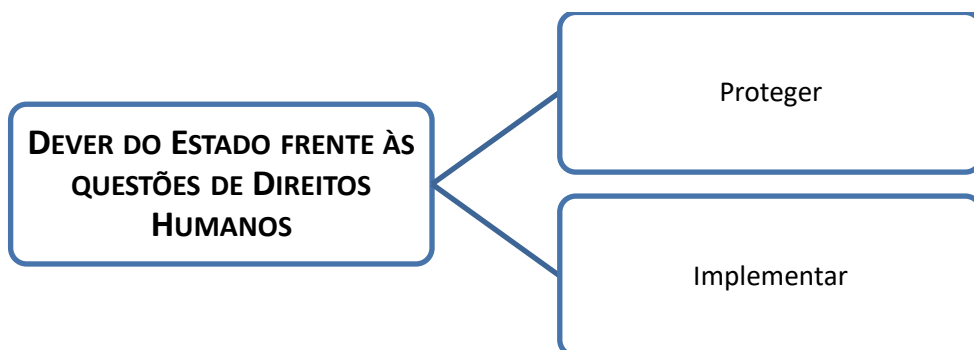 DEVER DO ESTADO FRENTE ÀS
QUESTÕES DE DIREITOS
HUMANOS
Proteger
Implementar